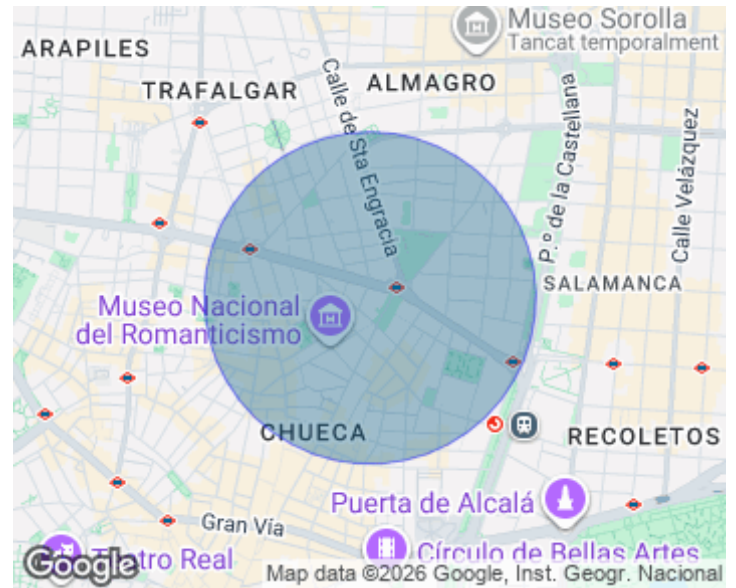 Museo Sorolla
Tancat temporalment
ARAPILES
TRAFALGAR
ALMAGRO
Calle de Sta Engracia
P.º de la Castellana
Calle Velázquez
SALAMANCA
Museo Nacional
del Romanticismo
CHUECA
RECOLETOS
Puerta de Alcalá
Gran Vía
Teatro Real
Círculo de Bellas Artes
Google
Map data ©2026 Google, Inst. Geogr. Nacional